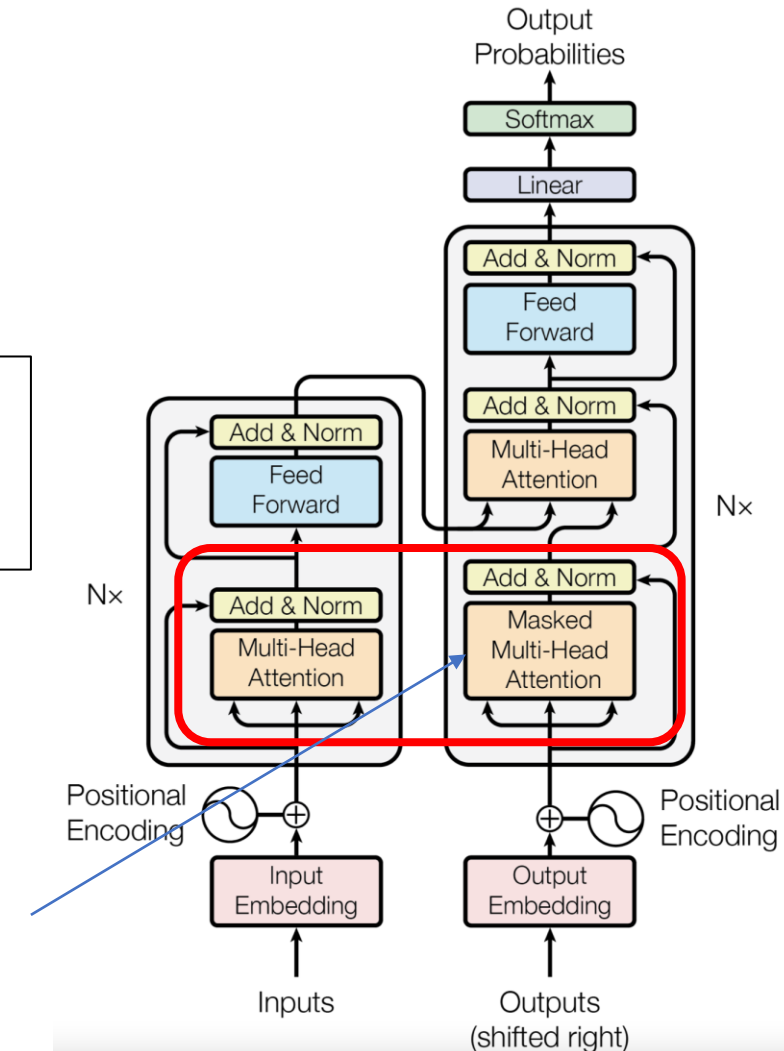 Output
Probabilities
Softmax
Linear
Add & Norm
Feed
Forward
Add & Norm
Multi-Head
Attention
Nx
Add & Norm
Masked
Multi-Head
Attention
Add & Norm
Feed
Forward
Nx
Add & Norm
Multi-Head
Attention
Positional
Encoding
Positional
Encoding
Input
Embedding
Output
Embedding
Inputs
Outputs
(shifted right)